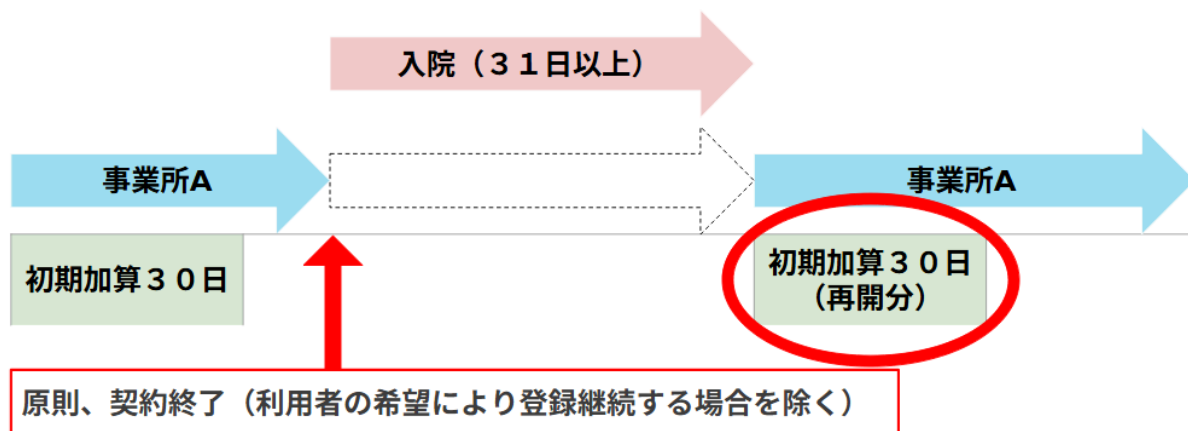 入院（３１日以上）
事業所A
事業所A
初期加算３０日
初期加算３０日
（再開分）
原則、契約終了（利用者の希望により登録継続する場合を除く）